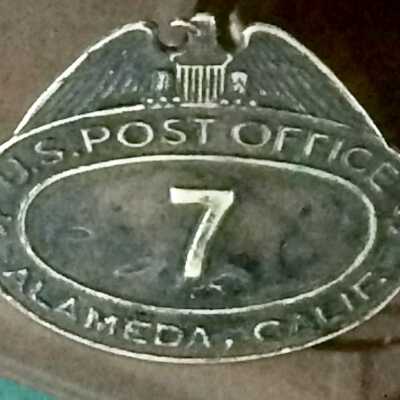 U.S. POST OFFICE
7
ALAMEDA, CALIF.